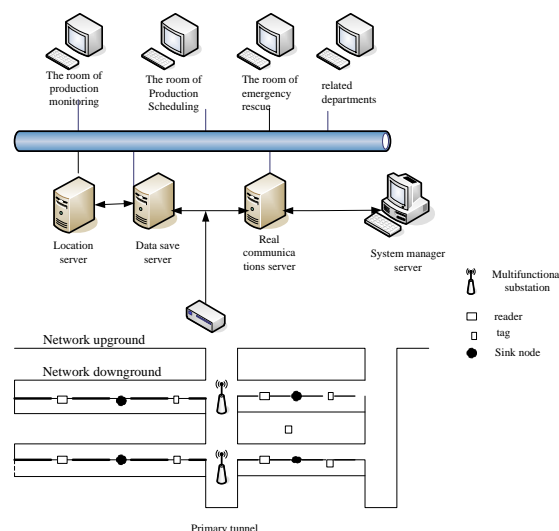 The room of
production
monitoring
The room of
Production
Scheduling
The room of
emergency
rescue
related
departments
Location
server
Data save
server
Real
communica
tions server
System manager
server
Multifunctional
substation
reader
tag
Sink node
Network upground
Network downground
Primary tunnel